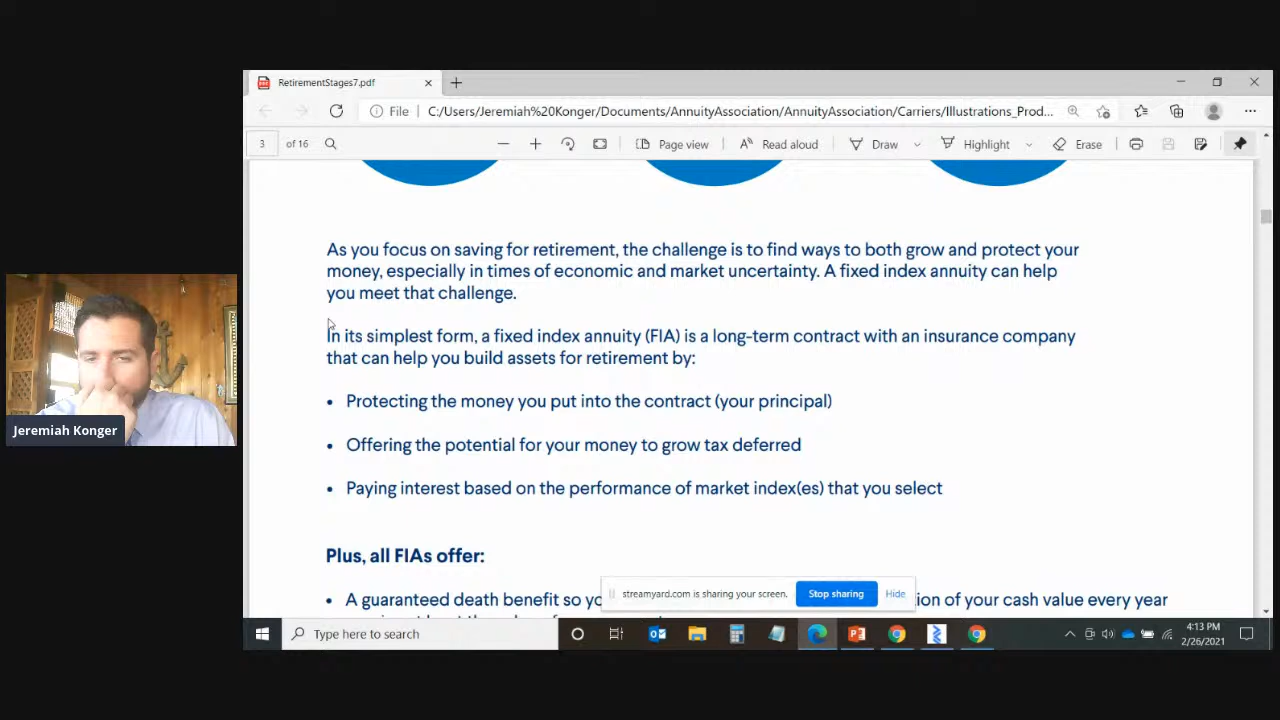 RetirementStages7.pdf
File
C:/Users/Jeremiah%20Konger/Documents/AnnuityAssociation/AnnuityAssociation/Carriers/Illustrations_Prod...
3 of 16
Page view
Read aloud
Draw
Highlight
Erase
As you focus on saving for retirement, the challenge is to find ways to both grow and protect your
money, especially in times of economic and market uncertainty. A fixed index annuity can help
you meet that challenge.
In its simplest form, a fixed index annuity (FIA) is a long-term contract with an insurance company
that can help you build assets for retirement by:
• Protecting the money you put into the contract (your principal)
• Offering the potential for your money to grow tax deferred
• Paying interest based on the performance of market index(es) that you select
Plus, all FIAs offer:
• A guaranteed death benefit so yo
ion of your cash value every year
streamyard.com is sharing your screen.
Stop sharing
Hide
Jeremiah Konger
Type here to search
4:13 PM
2/26/2021